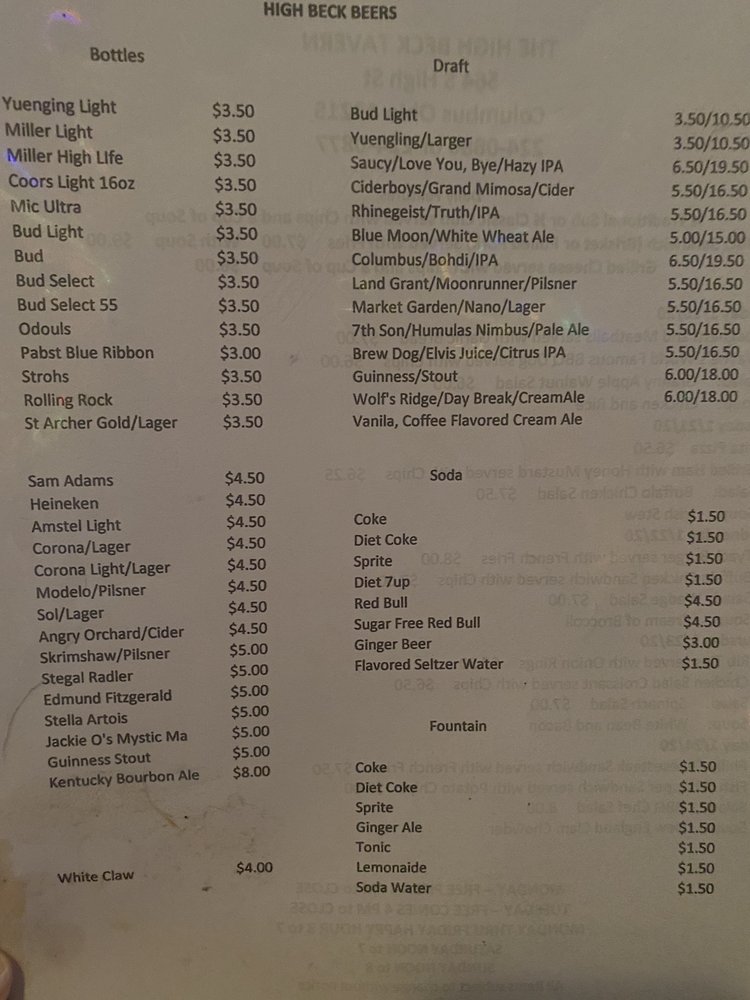 HIGH BECK BEERS
Bottles
Yuenging Light $3.50
Miller Light $3.50
Miller High LIfe $3.50
Coors Light 16oz $3.50
Mic Ultra $3.50
Bud Light $3.50
Bud $3.50
Bud Select $3.50
Bud Select 55 $3.50
Odouls $3.50
Pabst Blue Ribbon $3.00
Strohs $3.50
Rolling Rock $3.50
St Archer Gold/Lager $3.50
Sam Adams $4.50
Heineken $4.50
Amstel Light $4.50
Corona/Lager $4.50
Corona Light/Lager $4.50
Modelo/Pilsner $4.50
Sol/Lager $4.50
Angry Orchard/Cider $4.50
Skrimshaw/Pilsner $5.00
Stegal Radler $5.00
Edmund Fitzgerald $5.00
Stella Artois $5.00
Jackie O's Mystic Ma $5.00
Guinness Stout $5.00
Kentucky Bourbon Ale $8.00
White Claw $4.00
Draft
Bud Light 3.50/10.50
Yuengling/Larger 3.50/10.50
Saucy/Love You, Bye/Hazy IPA 6.50/19.50
Ciderboys/Grand Mimosa/Cider 5.50/16.50
Rhinegeist/Truth/IPA 5.50/16.50
Blue Moon/White Wheat Ale 5.00/15.00
Columbus/Bohdi/IPA 6.50/19.50
Land Grant/Moonrunner/Pilsner 5.50/16.50
Market Garden/Nano/Lager 5.50/16.50
7th Son/Humulas Nimbus/Pale Ale 5.50/16.50
Brew Dog/Elvis Juice/Citrus IPA 5.50/16.50
Guinness/Stout 6.00/18.00
Wolf's Ridge/Day Break/CreamAle 6.00/18.00
Vanila, Coffee Flavored Cream Ale
Soda
Coke $1.50
Diet Coke $1.50
Sprite $1.50
Diet 7up $1.50
Red Bull $4.50
Sugar Free Red Bull $4.50
Ginger Beer $3.00
Flavored Seltzer Water $1.50
Fountain
Coke $1.50
Diet Coke $1.50
Sprite $1.50
Ginger Ale $1.50
Tonic $1.50
Lemonaide $1.50
Soda Water $1.50